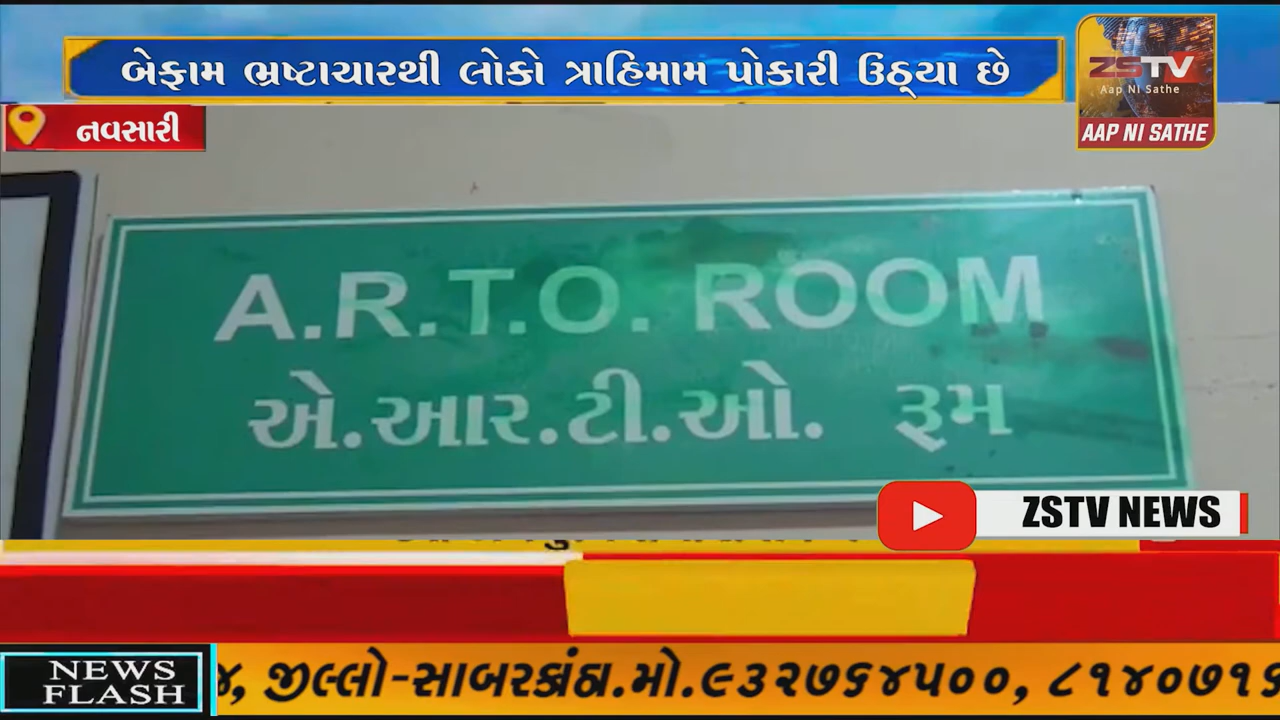 બેફામ ભ્રષ્ટાચારથી લોકો ત્રાહિમામ પોકારી ઉઠ્યા છે
ZSTV
Aap Ni Sathe
AAP NI SATHE
નવસારી
A.R.T.O. ROOM
એ.આર.ટી.ઓ. રૂમ
ZSTV NEWS
NEWS FLASH
જીલ્લો-સાબરકાંઠા.મો.૯૩૨૭૬૪૫૦૦,